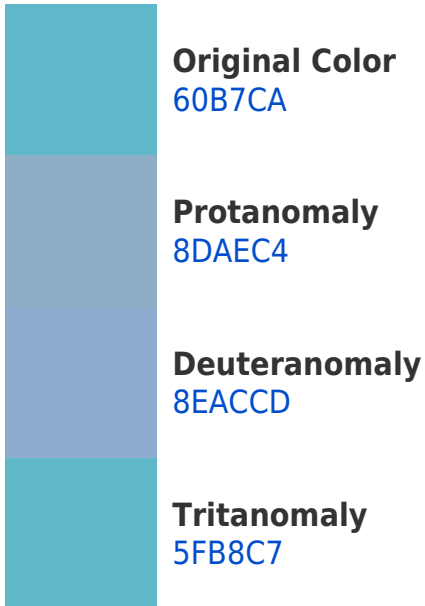 Original Color
60B7CA
Protanomaly
8DAEC4
Deuteranomaly
8EACCD
Tritanomaly
5FB8C7